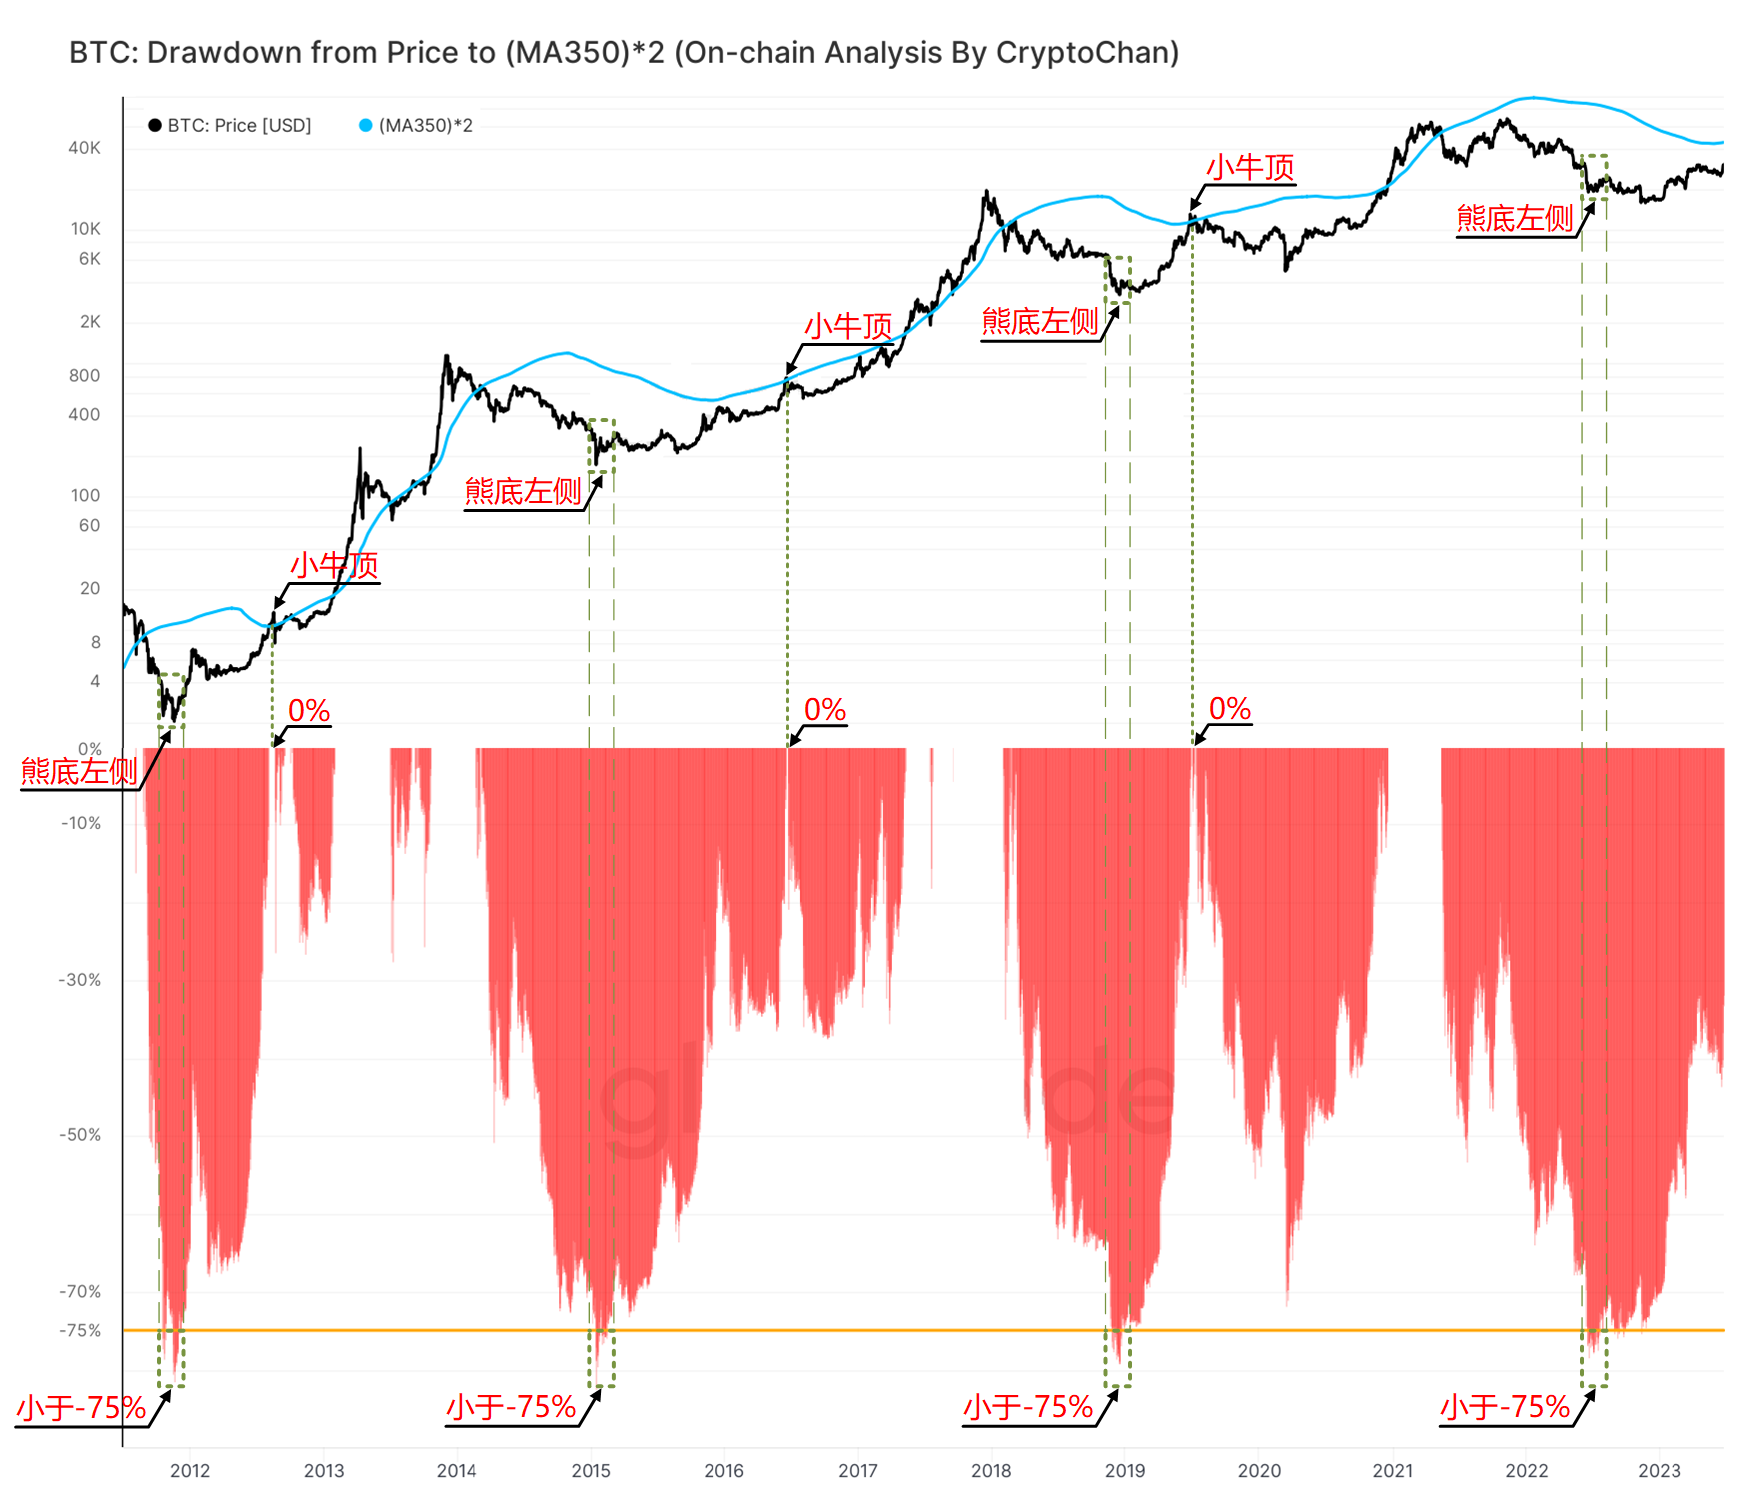 BTC: Drawdown from Price to (MA350)*2 (On-chain Analysis By CryptoChan)
BTC: Price [USD]
(MA350)*2
40K
10K
6K
2K
800
400
100
60
20
8
4
小牛顶
熊底左侧
小牛顶
熊底左侧
熊底左侧
小牛顶
0%
0%
0%
熊底左侧
小牛顶
0%
-10%
-30%
-50%
-70%
-75%
gl
de
小于-75%
小于-75%
小于-75%
小于-75%
2012
2013
2014
2015
2016
2017
2018
2019
2020
2021
2022
2023